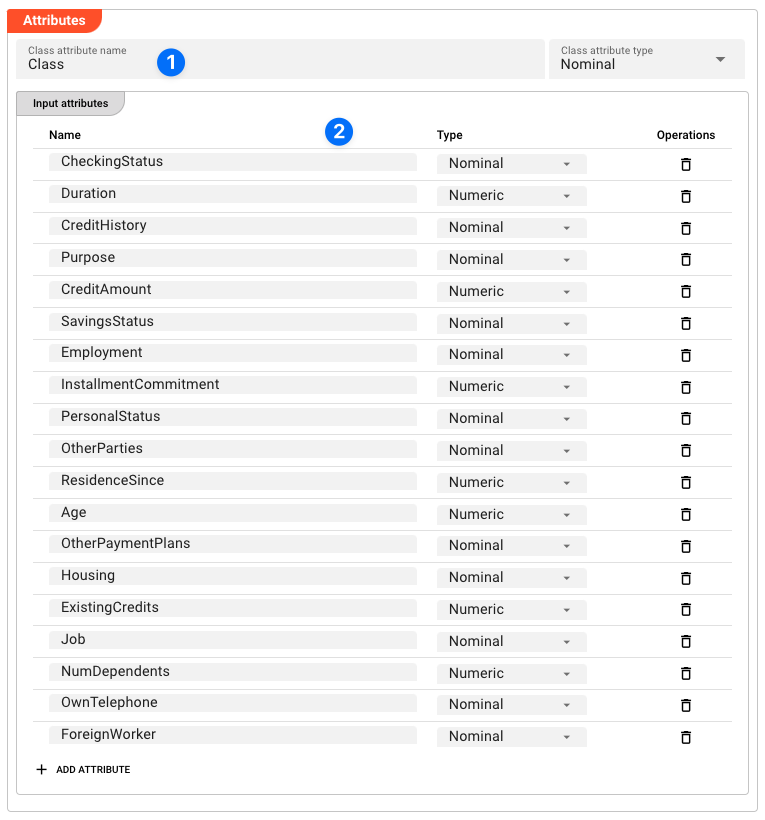 Attributes
Class attribute name
Class
1
Class attribute type
Nominal
Input attributes
2
Name Type Operations
CheckingStatus Nominal
Duration Numeric
CreditHistory Nominal
Purpose Nominal
CreditAmount Numeric
SavingsStatus Nominal
Employment Nominal
InstallmentCommitment Numeric
PersonalStatus Nominal
OtherParties Nominal
ResidenceSince Numeric
Age Numeric
OtherPaymentPlans Nominal
Housing Nominal
ExistingCredits Numeric
Job Nominal
NumDependents Numeric
OwnTelephone Nominal
ForeignWorker Nominal
+ ADD ATTRIBUTE